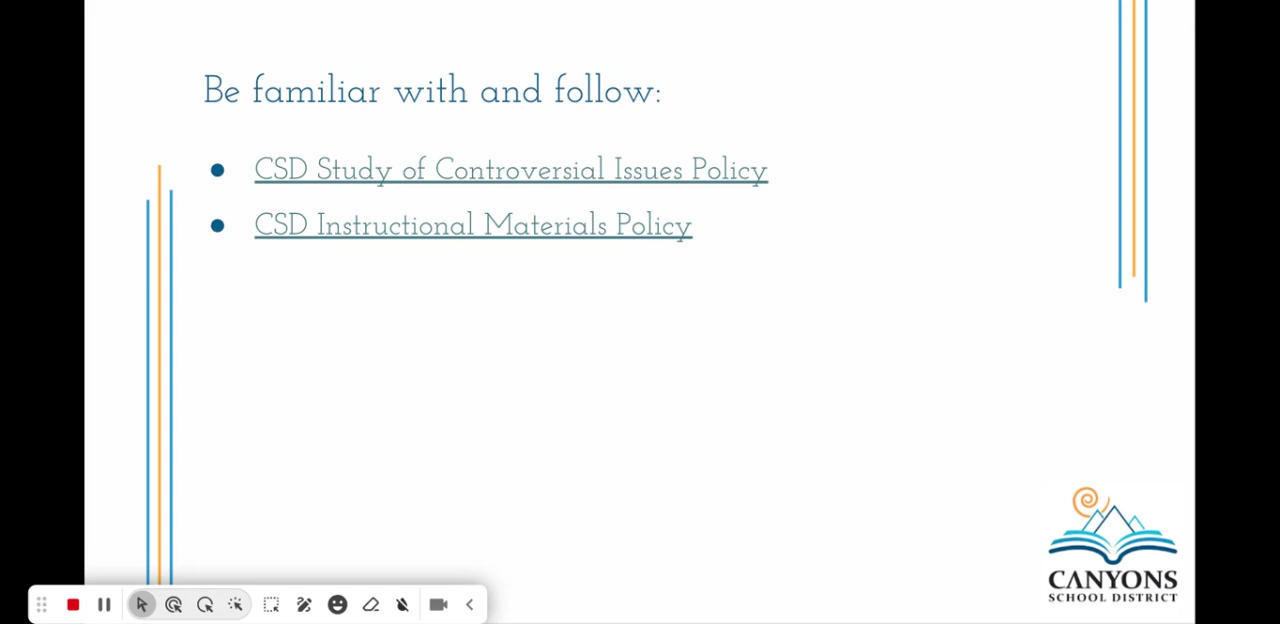 Be familiar with and follow:
CSD Study of Controversial Issues Policy
CSD Instructional Materials Policy
CANYONS
SCHOOL DISTRICT